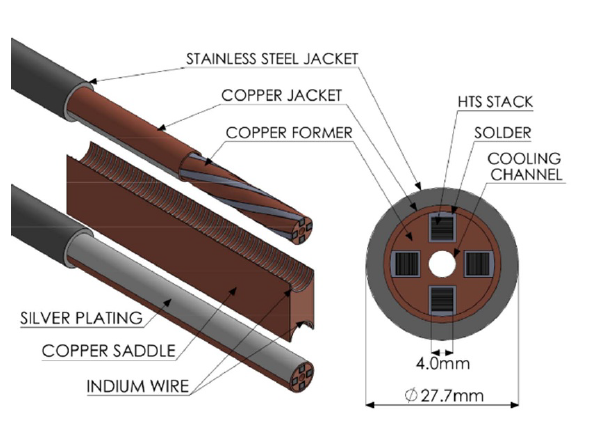 STAINLESS STEEL JACKET
COPPER JACKET
COPPER FORMER
HTS STACK
SOLDER
COOLING
CHANNEL
SILVER PLATING
COPPER SADDLE
INDIUM WIRE
4.0mm
∅27.7mm